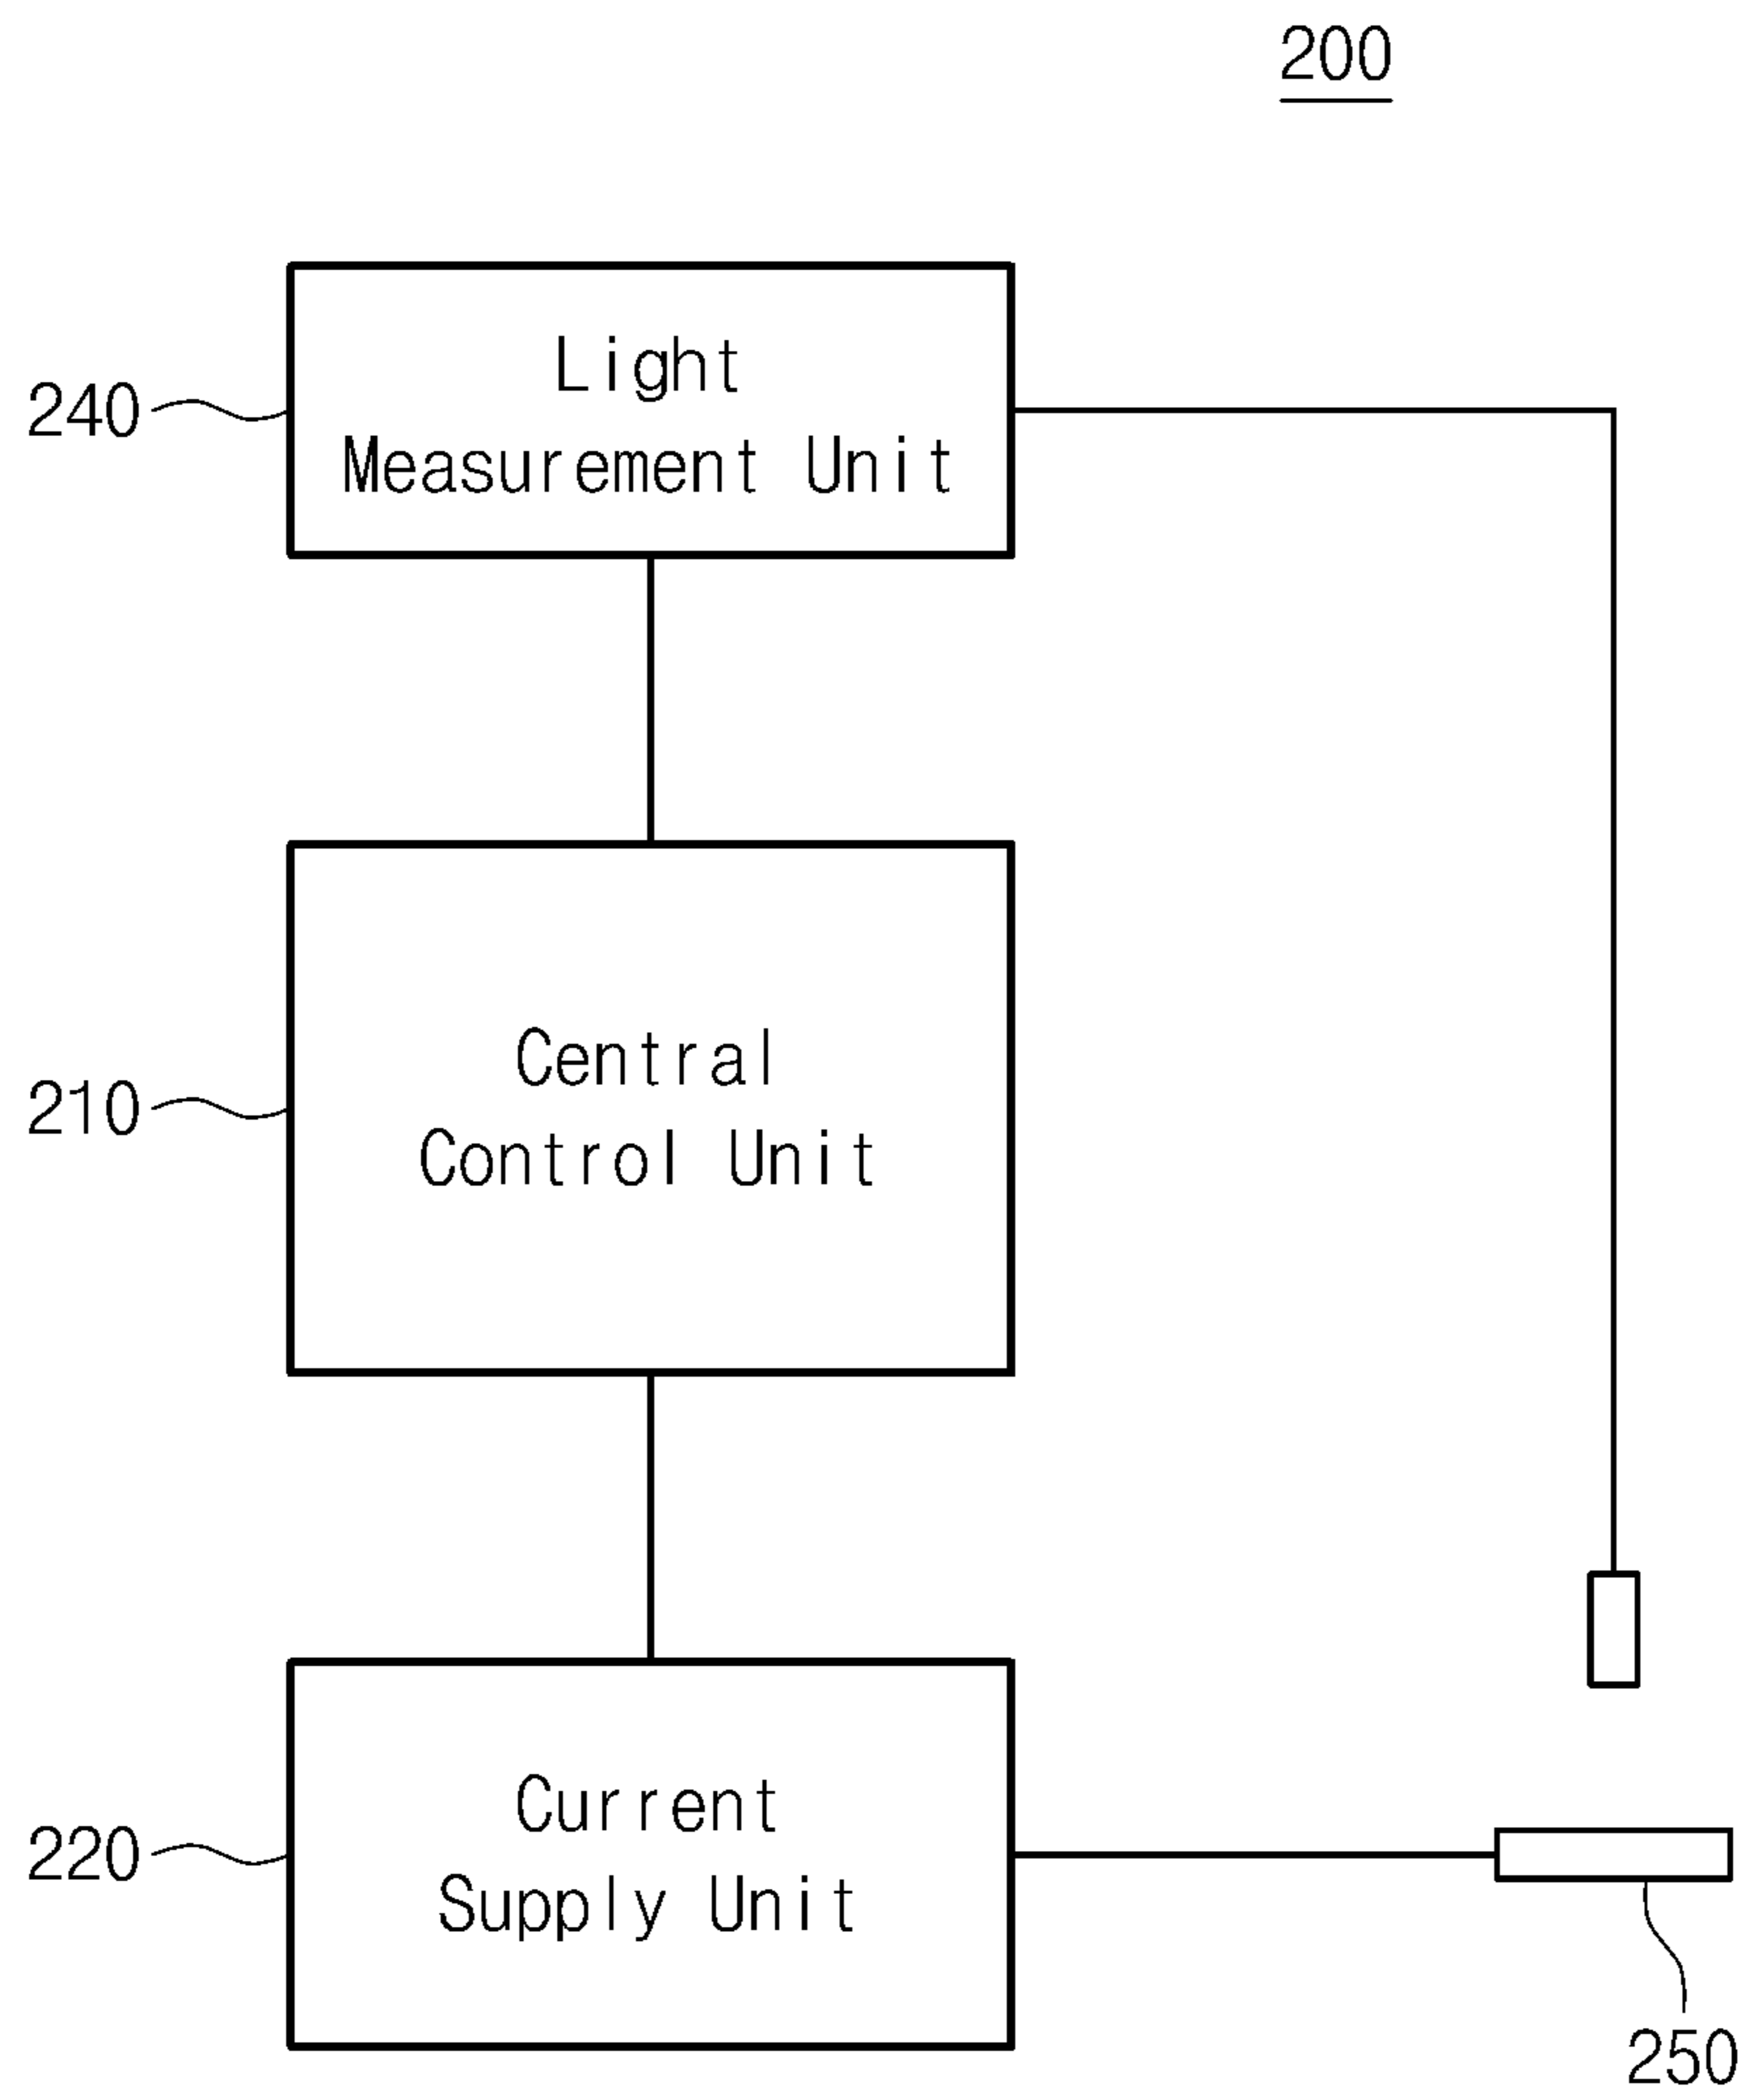 200
240
Light
Measurement Unit
210
Central
Control Unit
220
Current
Supply Unit
250